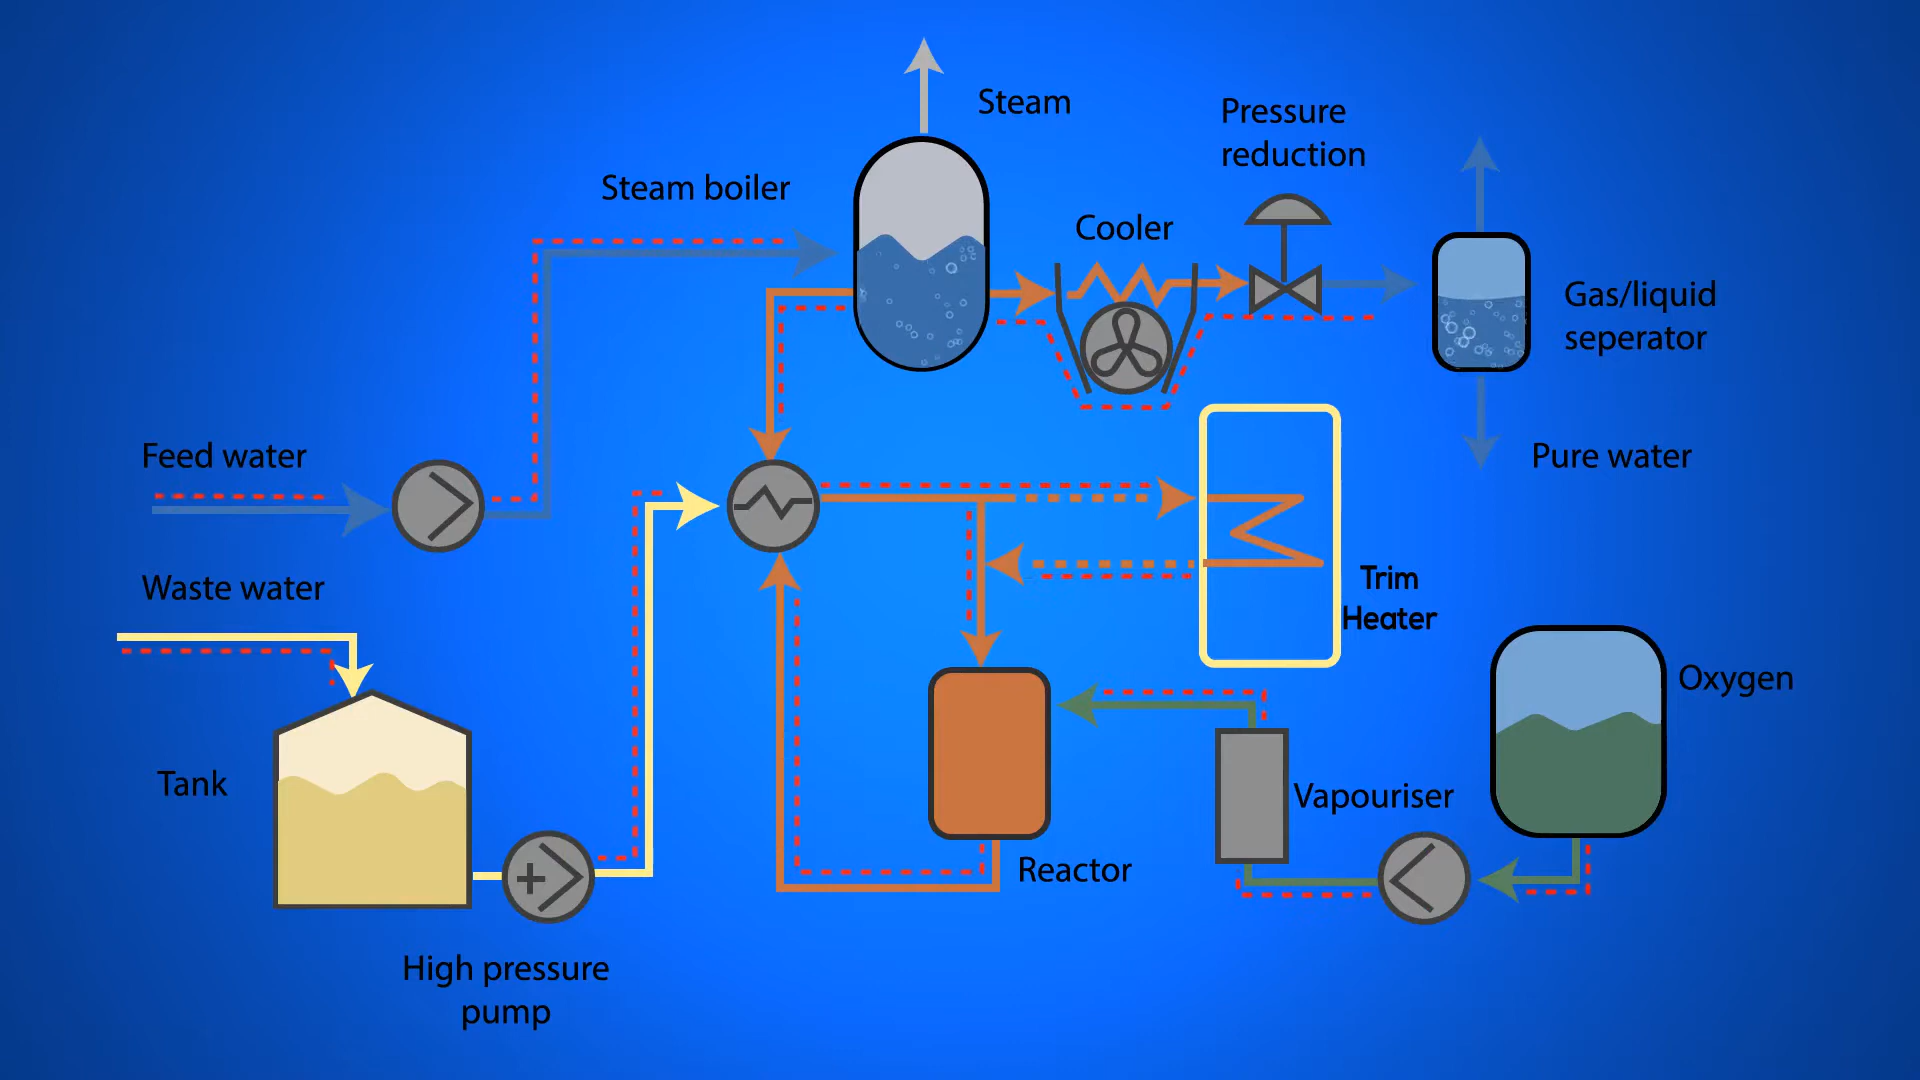 Steam
Pressure
reduction
Steam boiler
Cooler
Gas/liquid
seperator
Feed water
Pure water
Waste water
Trim
Heater
Oxygen
Tank
Vapouriser
Reactor
High pressure
pump